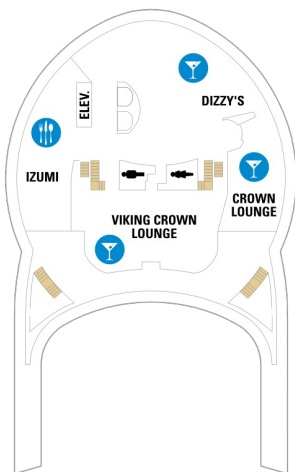 ELEV.
DIZZY'S
IZUMI
CROWN
LOUNGE
VIKING CROWN
LOUNGE